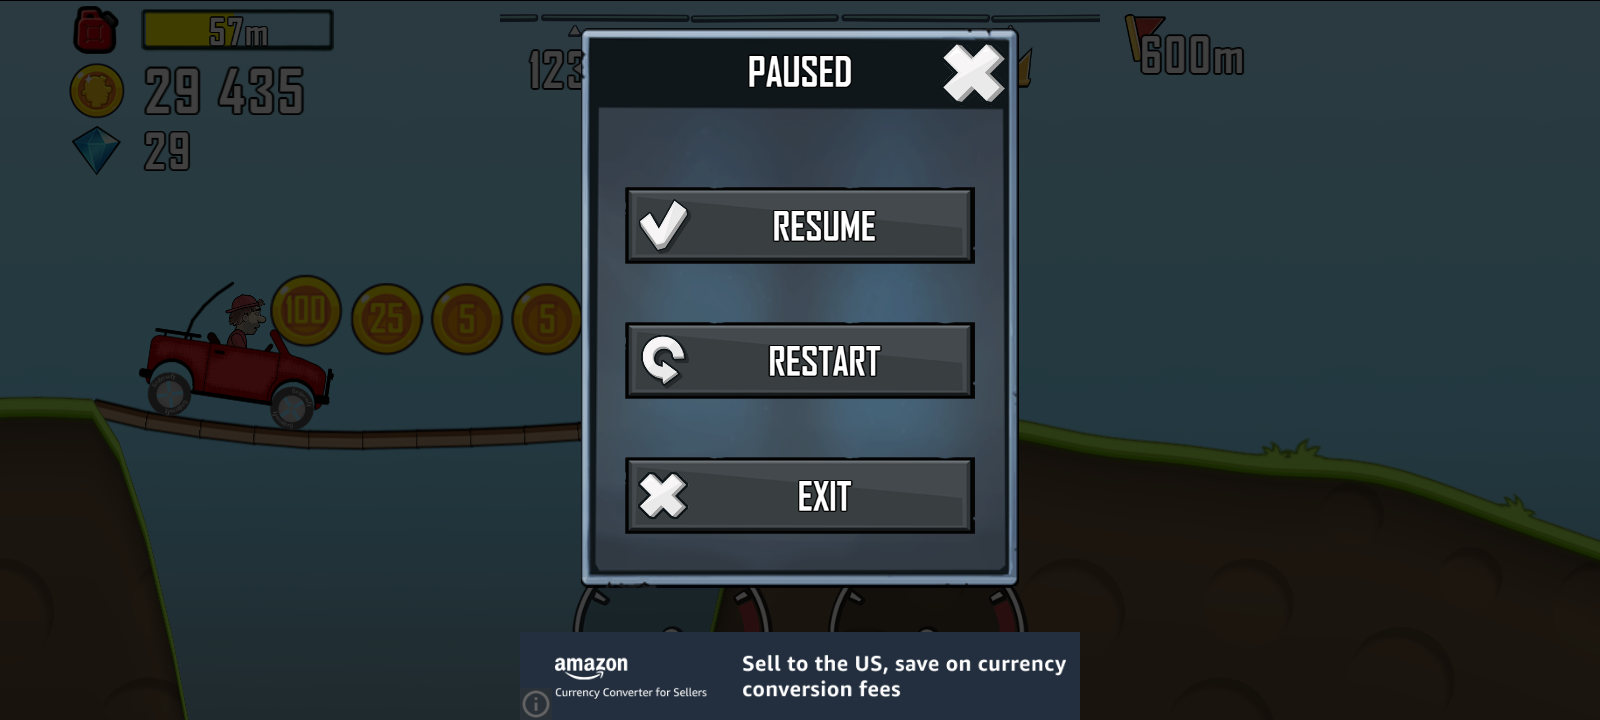 57m
29 435
29
123
600m
PAUSED
RESUME
RESTART
EXIT
100
25
5
5
amazon
Currency Converter for Sellers
Sell to the US, save on currency
conversion fees